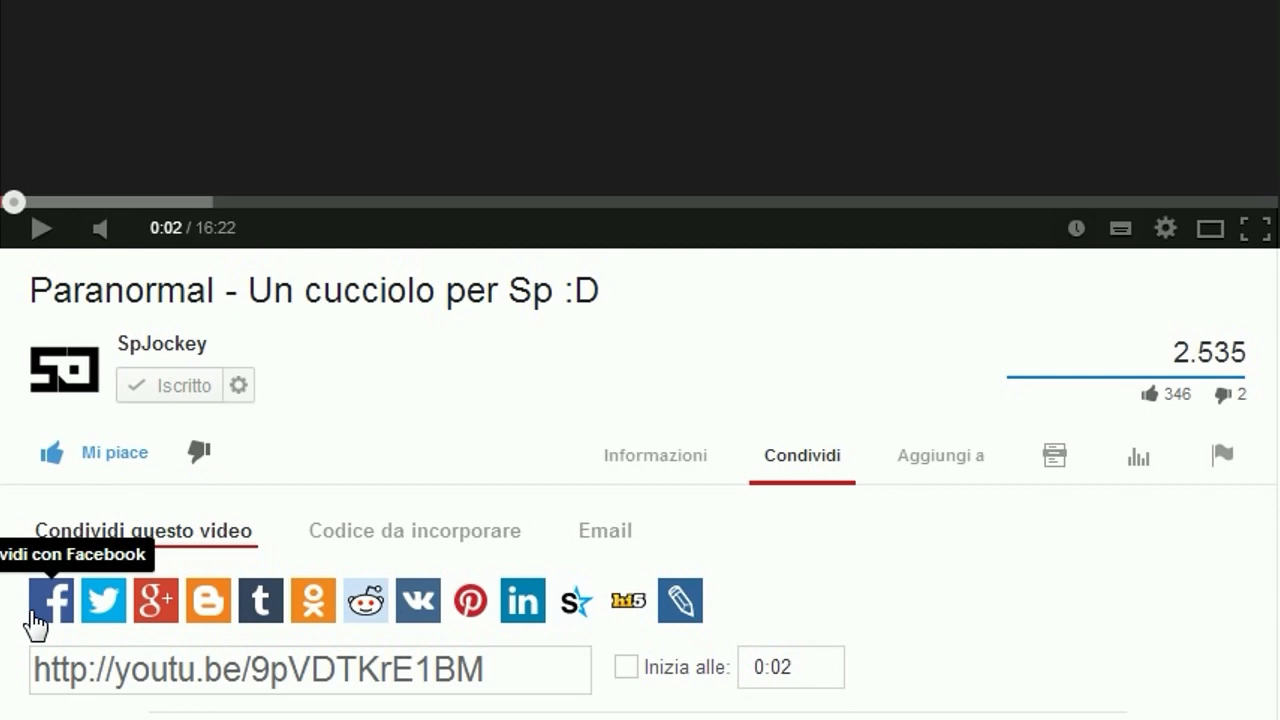 0:02 / 16:22
Paranormal - Un cucciolo per Sp :D
SpJockey
Iscritto
2.535
346 2
Mi piace
Informazioni Condividi Aggiungi a
Condividi questo video Codice da incorporare Email
vidi con Facebook
http://youtu.be/9pVDTKrE1BM
Inizia alle: 0:02